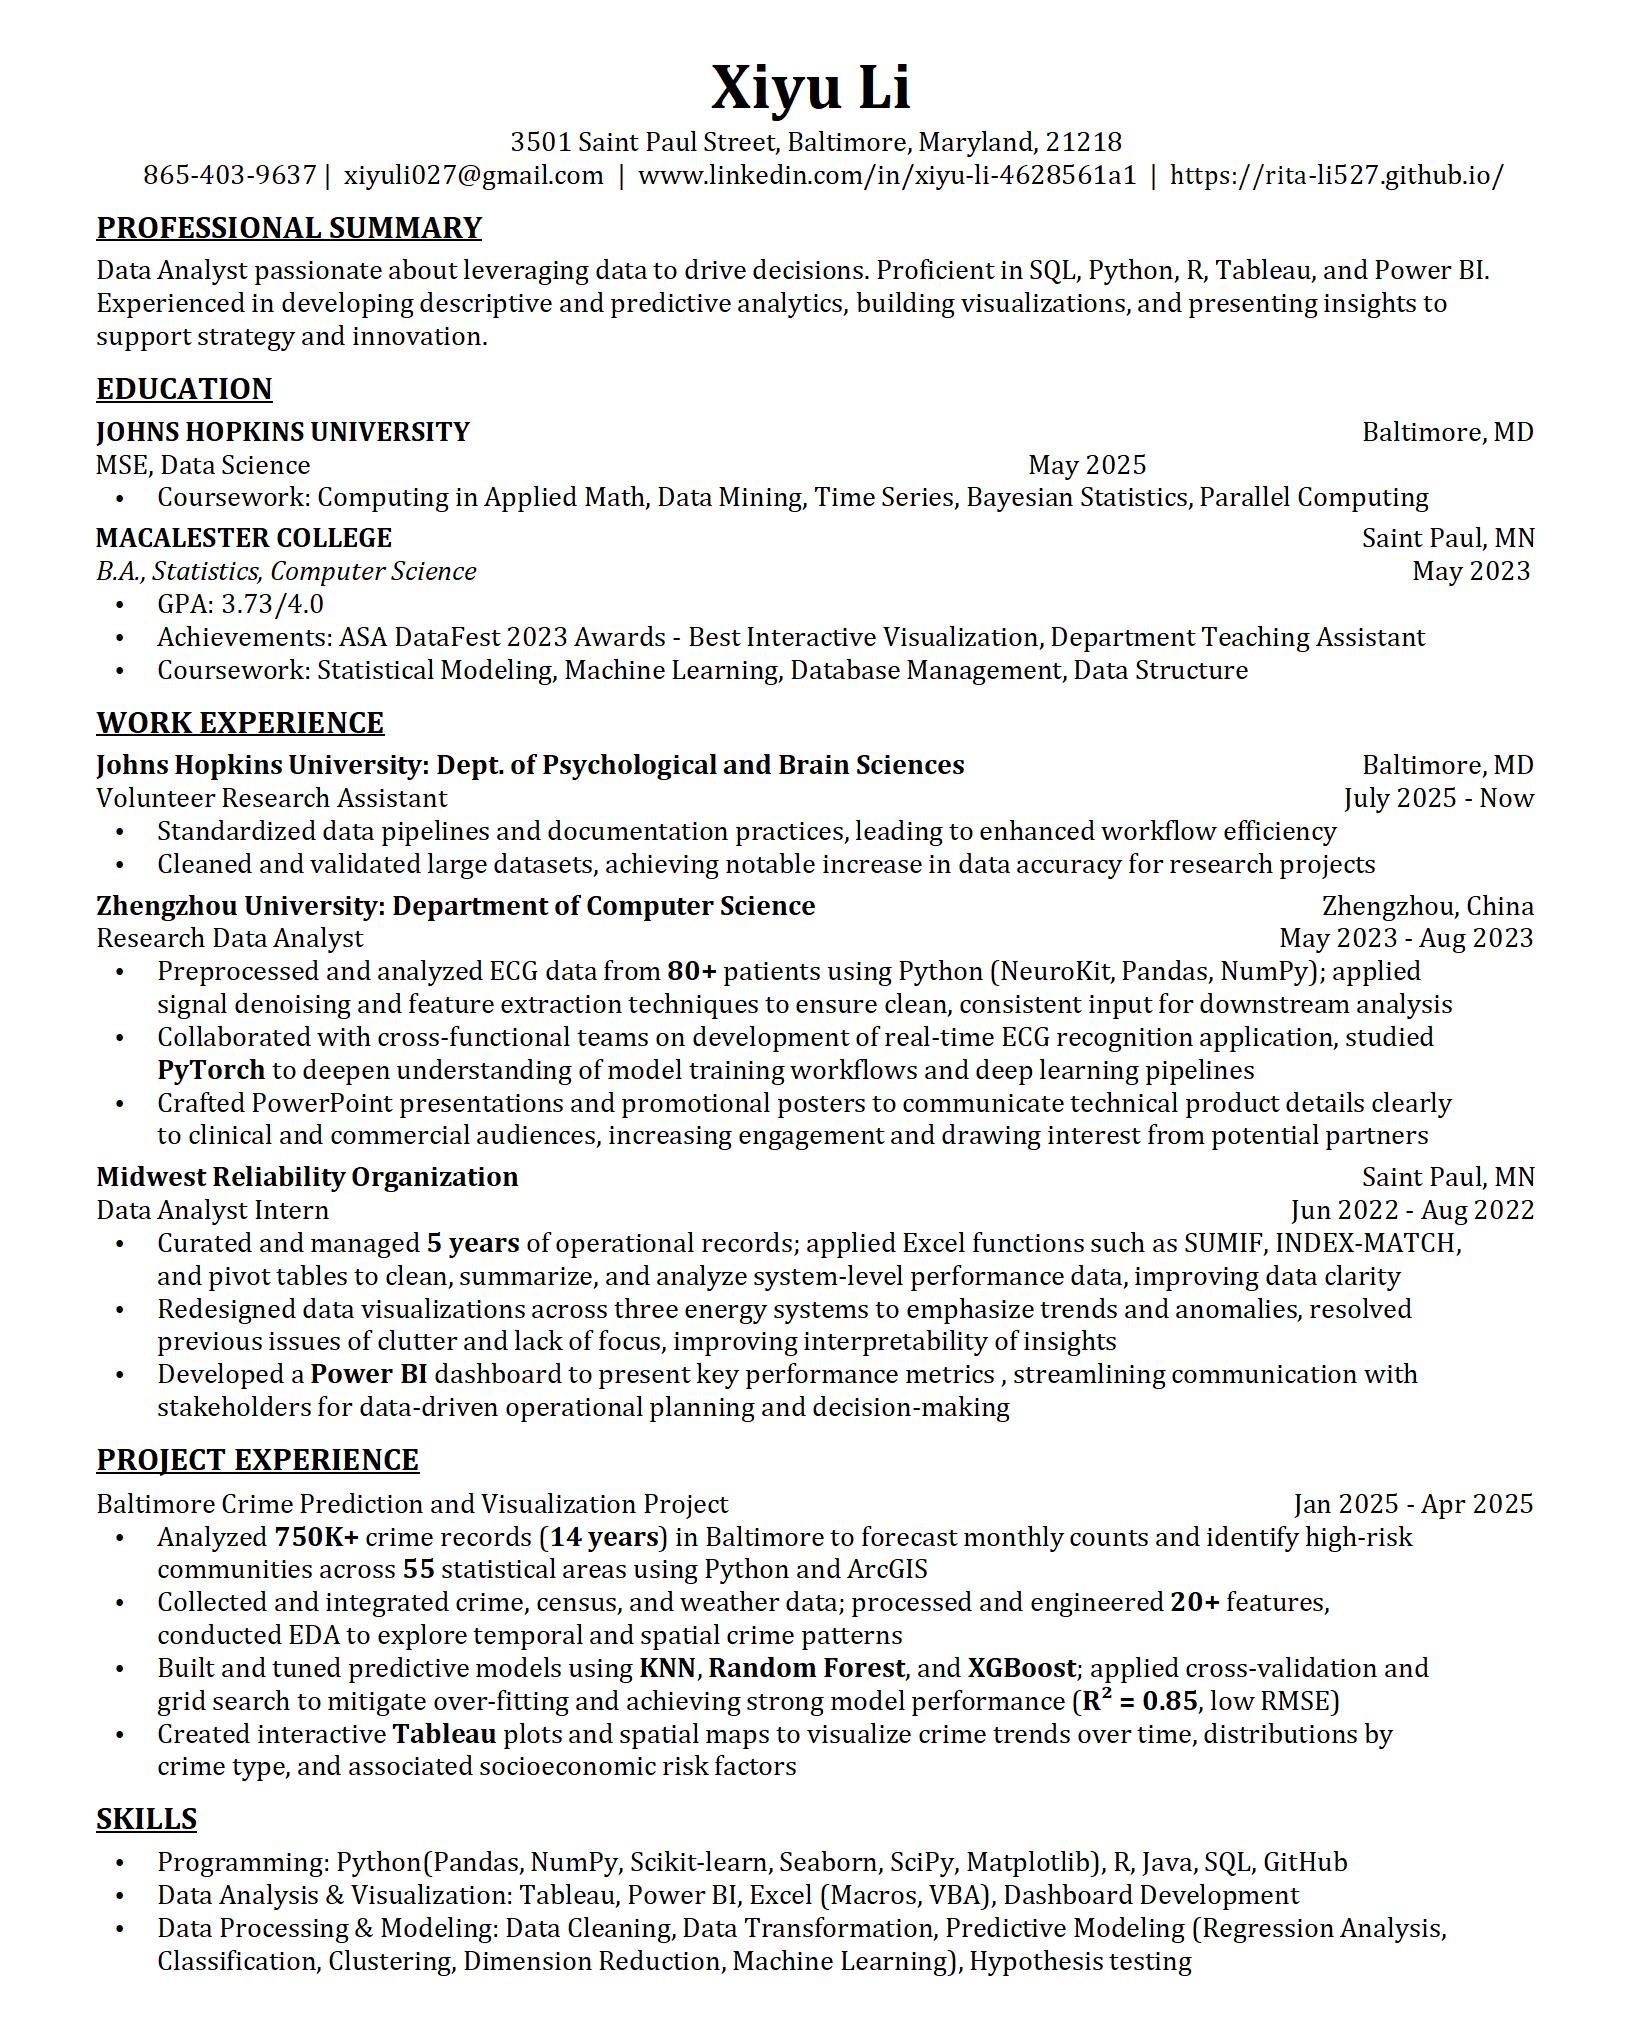 Xiyu Li
3501 Saint Paul Street, Baltimore, Maryland, 21218
865-403-9637 | xiyuli027@gmail.com | www.linkedin.com/in/xiyu-li-4628561a1 | https://rita-li527.github.io/
PROFESSIONAL SUMMARY
Data Analyst passionate about leveraging data to drive decisions. Proficient in SQL, Python, R, Tableau, and Power BI.
Experienced in developing descriptive and predictive analytics, building visualizations, and presenting insights to
support strategy and innovation.
EDUCATION
JOHNS HOPKINS UNIVERSITY Baltimore, MD
MSE, Data Science May 2025
• Coursework: Computing in Applied Math, Data Mining, Time Series, Bayesian Statistics, Parallel Computing
MACALESTER COLLEGE Saint Paul, MN
B.A., Statistics, Computer Science May 2023
• GPA: 3.73/4.0
• Achievements: ASA DataFest 2023 Awards - Best Interactive Visualization, Department Teaching Assistant
• Coursework: Statistical Modeling, Machine Learning, Database Management, Data Structure
WORK EXPERIENCE
Johns Hopkins University: Dept. of Psychological and Brain Sciences Baltimore, MD
Volunteer Research Assistant July 2025 - Now
• Standardized data pipelines and documentation practices, leading to enhanced workflow efficiency
• Cleaned and validated large datasets, achieving notable increase in data accuracy for research projects
Zhengzhou University: Department of Computer Science Zhengzhou, China
Research Data Analyst May 2023 - Aug 2023
• Preprocessed and analyzed ECG data from 80+ patients using Python (NeuroKit, Pandas, NumPy); applied
signal denoising and feature extraction techniques to ensure clean, consistent input for downstream analysis
• Collaborated with cross-functional teams on development of real-time ECG recognition application, studied
PyTorch to deepen understanding of model training workflows and deep learning pipelines
• Crafted PowerPoint presentations and promotional posters to communicate technical product details clearly
to clinical and commercial audiences, increasing engagement and drawing interest from potential partners
Midwest Reliability Organization Saint Paul, MN
Data Analyst Intern Jun 2022 - Aug 2022
• Curated and managed 5 years of operational records; applied Excel functions such as SUMIF, INDEX-MATCH,
and pivot tables to clean, summarize, and analyze system-level performance data, improving data clarity
• Redesigned data visualizations across three energy systems to emphasize trends and anomalies, resolved
previous issues of clutter and lack of focus, improving interpretability of insights
• Developed a Power BI dashboard to present key performance metrics , streamlining communication with
stakeholders for data-driven operational planning and decision-making
PROJECT EXPERIENCE
Baltimore Crime Prediction and Visualization Project Jan 2025 - Apr 2025
• Analyzed 750K+ crime records (14 years) in Baltimore to forecast monthly counts and identify high-risk
communities across 55 statistical areas using Python and ArcGIS
• Collected and integrated crime, census, and weather data; processed and engineered 20+ features,
conducted EDA to explore temporal and spatial crime patterns
• Built and tuned predictive models using KNN, Random Forest, and XGBoost; applied cross-validation and
grid search to mitigate over-fitting and achieving strong model performance (R² = 0.85, low RMSE)
• Created interactive Tableau plots and spatial maps to visualize crime trends over time, distributions by
crime type, and associated socioeconomic risk factors
SKILLS
• Programming: Python(Pandas, NumPy, Scikit-learn, Seaborn, SciPy, Matplotlib), R, Java, SQL, GitHub
• Data Analysis & Visualization: Tableau, Power BI, Excel (Macros, VBA), Dashboard Development
• Data Processing & Modeling: Data Cleaning, Data Transformation, Predictive Modeling (Regression Analysis,
Classification, Clustering, Dimension Reduction, Machine Learning), Hypothesis testing